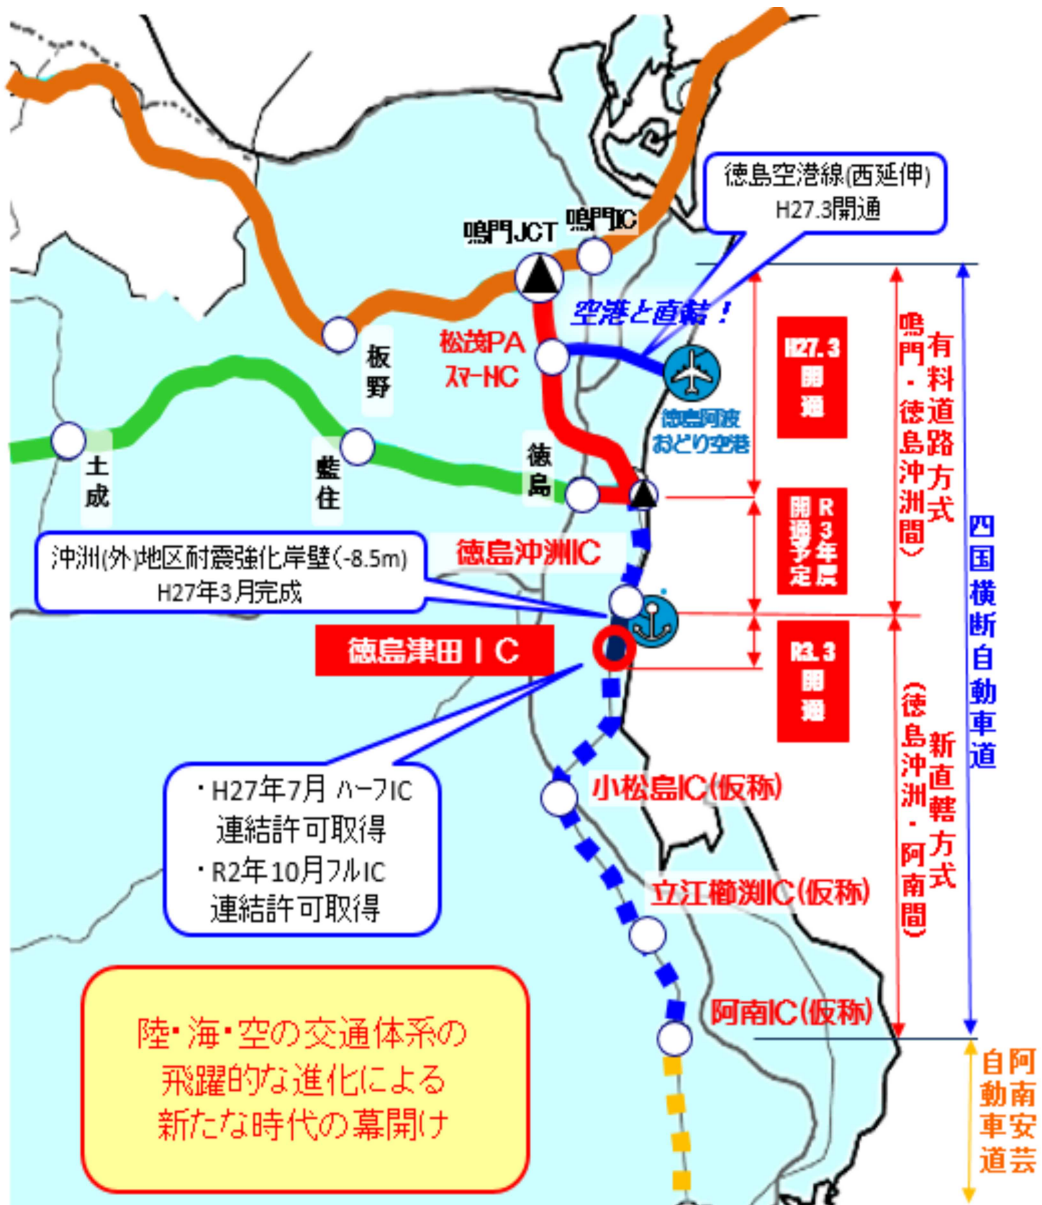 徳島空港線(西延伸)
H27.3開通
鳴門JCT
鳴門IC
空港と直結！
松茂PA
スマートIC
板野
徳島阿波
おどり空港
土成
藍住
徳島
徳島沖洲IC
沖洲(外)地区耐震強化岸壁(-8.5m)
H27年3月完成
徳島津田ＩＣ
・H27年7月 ハーフIC
連結許可取得
・R2年10月フルIC
連結許可取得
小松島IC(仮称)
立江櫛渕IC(仮称)
阿南IC(仮称)
陸・海・空の交通体系の
飛躍的な進化による
新たな時代の幕開け
H27.3
開通
R3年度
開通予定
R3.3
開通
有料道路方式
(鳴門・徳島沖洲間)
新直轄方式
(徳島沖洲・阿南間)
四国横断自動車道
阿南安芸
自動車道